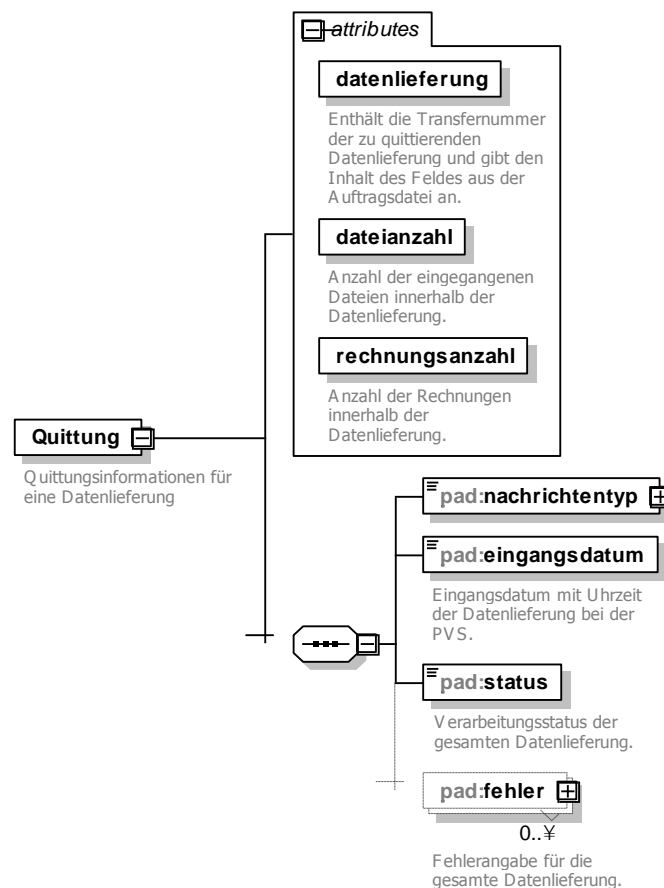 attributes
datenlieferung
Enthält die Transfernummer
der zu quittierenden
Datenlieferung und gibt den
Inhalt des Feldes aus der
Auftragsdatei an.
dateianzahl
Anzahl der eingegangenen
Dateien innerhalb der
Datenlieferung.
rechnungsanzahl
Anzahl der Rechnungen
innerhalb der
Datenlieferung.
Quittung
Quittungsinformationen für
eine Datenlieferung
pad:nachrichtentyp
pad:eingangsdatum
Eingangsdatum mit Uhrzeit
der Datenlieferung bei der
PVS.
pad:status
Verarbeitungsstatus der
gesamten Datenlieferung.
pad:fehler
0..¥
Fehlerangabe für die
gesamte Datenlieferung.